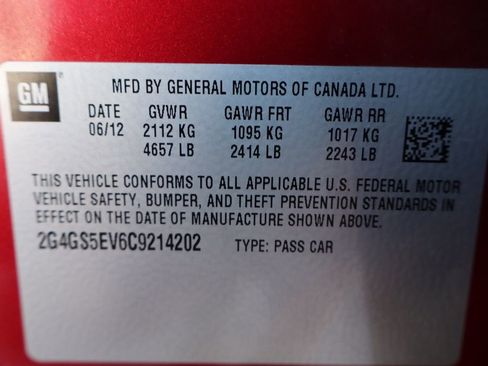 GM
MFD BY GENERAL MOTORS OF CANADA LTD.
DATE GVWR GAWR FRT GAWR RR
06/12 2112 KG 1095 KG 1017 KG
4657 LB 2414 LB 2243 LB
THIS VEHICLE CONFORMS TO ALL APPLICABLE U.S. FEDERAL MOTOR
VEHICLE SAFETY, BUMPER, AND THEFT PREVENTION STANDARDS IN
EFFECT ON THE DATE OF MANUFACTURE SHOWN ABOVE.
2G4GS5EV6C9214202 TYPE: PASS CAR